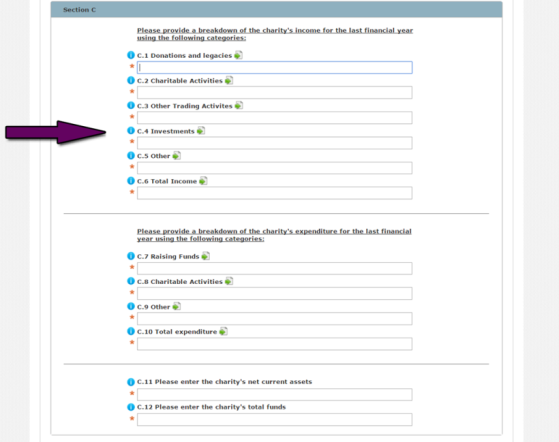 Section C
Please provide a breakdown of the charity's income for the last financial year
using the following categories:
C.1 Donations and legacies
C.2 Charitable Activities
C.3 Other Trading Activites
C.4 Investments
C.5 Other
C.6 Total Income
Please provide a breakdown of the charity's expenditure for the last financial
year using the following categories:
C.7 Raising Funds
C.8 Charitable Activities
C.9 Other
C.10 Total expenditure
C.11 Please enter the charity's net current assets
C.12 Please enter the charity's total funds